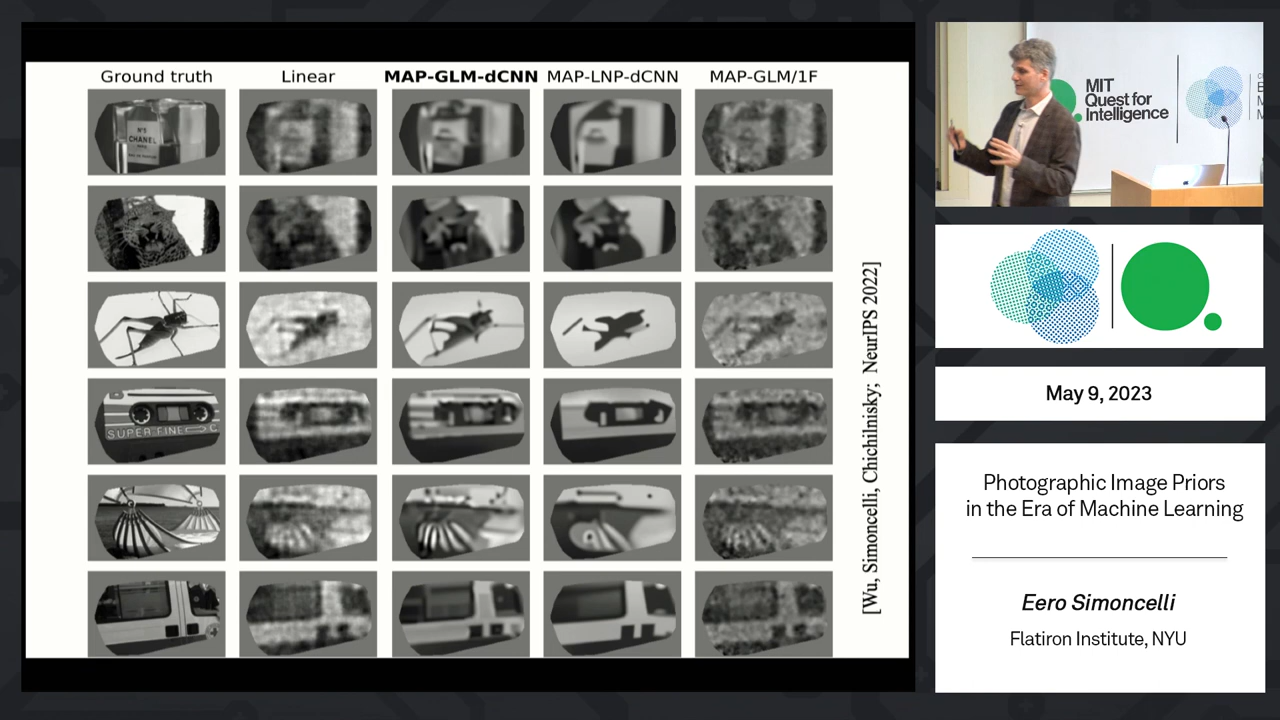 Ground truth
Linear
MAP-GLM-dCNN
MAP-LNP-dCNN
MAP-GLM/1F
Nº5
CHANEL
SUPER-FINE
C
[Wu, Simoncelli, Chichilnisky; NeurIPS 2022]
MIT
Quest for
Intelligence
May 9, 2023
Photographic Image Priors
in the Era of Machine Learning
Eero Simoncelli
Flatiron Institute, NYU